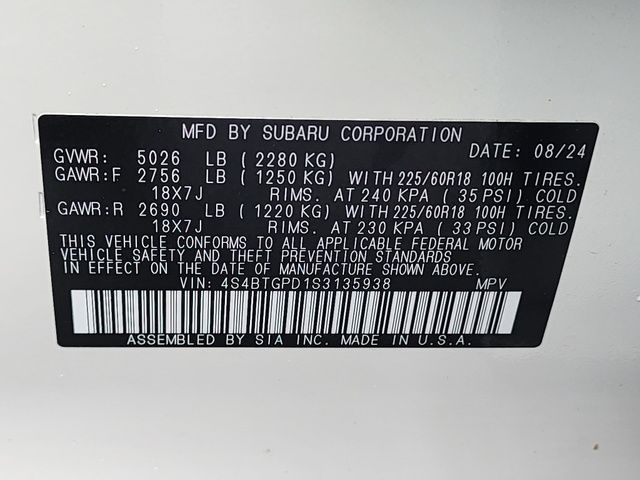 MFD BY SUBARU CORPORATION
DATE: 08/24
GVWR: 5026 LB ( 2280 KG)
GAWR:F 2756 LB ( 1250 KG) WITH 225/60R18 100H TIRES.
18X7J RIMS. AT 240 KPA ( 35 PSI) COLD
GAWR:R 2690 LB ( 1220 KG) WITH 225/60R18 100H TIRES.
18X7J RIMS. AT 230 KPA ( 33 PSI) COLD
THIS VEHICLE CONFORMS TO ALL APPLICABLE FEDERAL MOTOR
VEHICLE SAFETY AND THEFT PREVENTION STANDARDS
IN EFFECT ON THE DATE OF MANUFACTURE SHOWN ABOVE.
VIN: 4S4BTGPD1S3135938 MPV
ASSEMBLED BY SIA INC. MADE IN U.S.A.